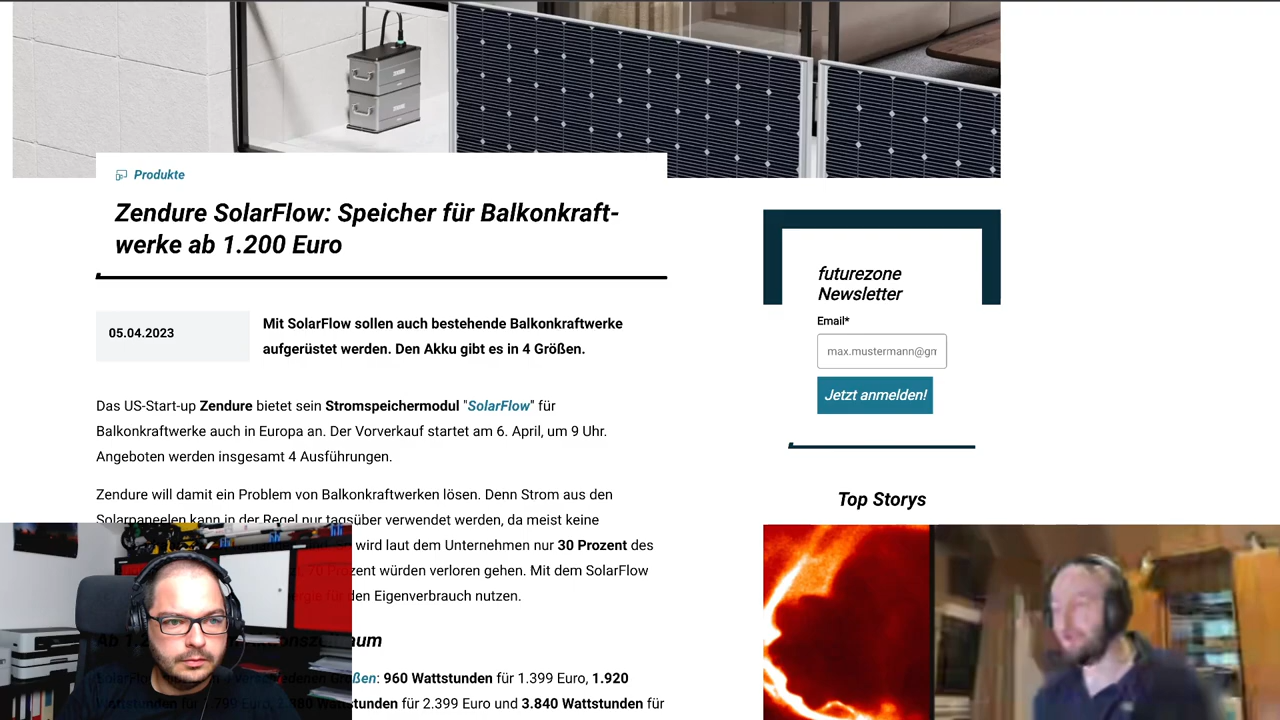 Produkte
Zendure SolarFlow: Speicher für Balkonkraft-
werke ab 1.200 Euro
05.04.2023
Mit SolarFlow sollen auch bestehende Balkonkraftwerke
aufgerüstet werden. Den Akku gibt es in 4 Größen.
Das US-Start-up Zendure bietet sein Stromspeichermodul "SolarFlow" für
Balkonkraftwerke auch in Europa an. Der Vorverkauf startet am 6. April, um 9 Uhr.
Angeboten werden insgesamt 4 Ausführungen.
Zendure will damit ein Problem von Balkonkraftwerken lösen. Denn Strom aus den
Solarpaneelen kann in der Regel nur tagsüber verwendet werden, da meist keine
wird laut dem Unternehmen nur 30 Prozent des
70 Prozent würden verloren gehen. Mit dem SolarFlow
für den Eigenverbrauch nutzen.
Größen: 960 Wattstunden für 1.399 Euro, 1.920
Wattstunden für 2.399 Euro und 3.840 Wattstunden für
futurezone
Newsletter
Email*
max.mustermann@gm
Jetzt anmelden!
Top Storys